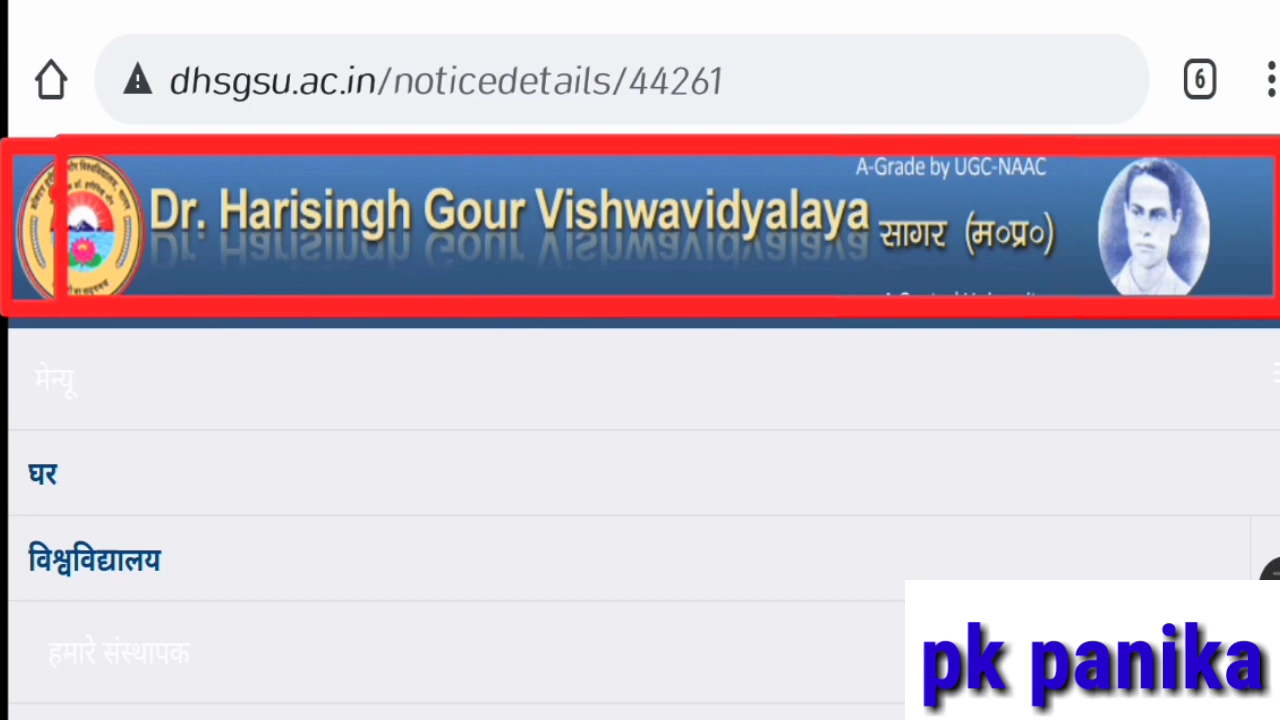 dhsgsu.ac.in/noticedetails/44261
6
A-Grade by UGC-NAAC
Dr. Harisingh Gour Vishwavidyalaya
सागर (म०प्र०)
मेन्यू
घर
विश्वविद्यालय
हमारे संस्थापक
pk panika